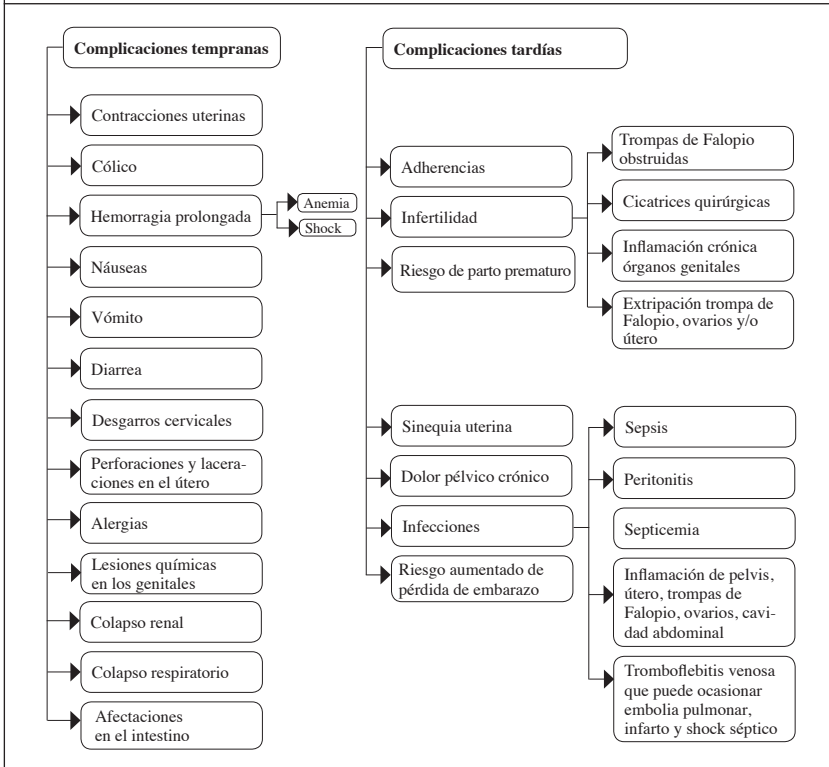 Complicaciones tempranas
Contracciones uterinas
Cólico
Hemorragia prolongada
Anemia
Shock
Náuseas
Vómito
Diarrea
Desgarros cervicales
Perforaciones y lacera-
ciones en el útero
Alergias
Lesiones químicas
en los genitales
Colapso renal
Colapso respiratorio
Afectaciones
en el intestino
Complicaciones tardías
Adherencias
Infertilidad
Trompas de Falopio
obstruidas
Cicatrices quirúrgicas
Inflamación crónica
órganos genitales
Extripación trompa de
Falopio, ovarios y/o
útero
Riesgo de parto prematuro
Sinequia uterina
Dolor pélvico crónico
Infecciones
Sepsis
Peritonitis
Septicemia
Inflamación de pelvis,
útero, trompas de
Falopio, ovarios, cavi-
dad abdominal
Tromboflebitis venosa
que puede ocasionar
embolia pulmonar,
infarto y shock séptico
Riesgo aumentado de
pérdida de embarazo